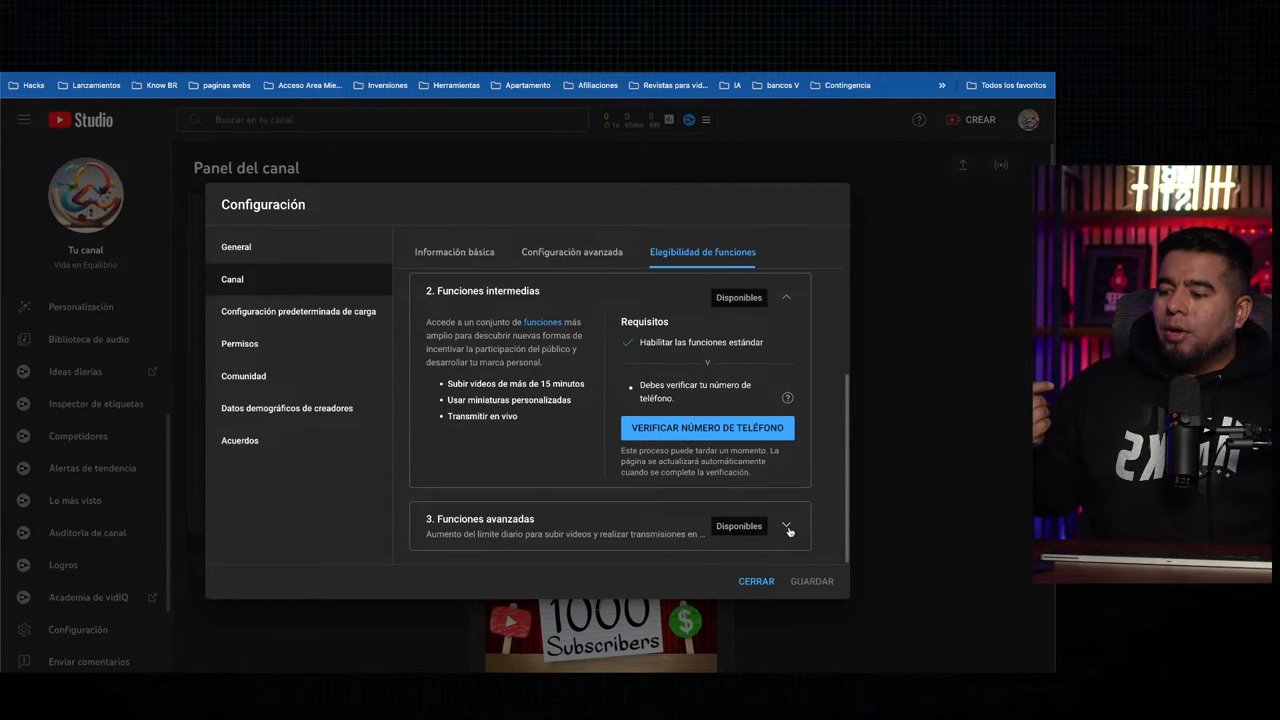 Hacks
Lanzamientos
Know BR
paginas webs
Acceso Area Mie...
Inversiones
Herramientas
Apartamento
Afiliaciones
Revistas para vid...
IA
bancos V
Contingencia
»
Todos los favoritos
Studio
Buscar en tu canal
0 0 0
60min 48h
CREAR
Panel del canal
Tu canal
Vida en Equilibrio
Personalización
Biblioteca de audio
Ideas diarias
Inspector de etiquetas
Competidores
Alertas de tendencia
Lo más visto
Auditoría de canal
Logros
Academia de vidIQ
Configuración
Enviar comentarios
Configuración
General
Canal
Configuración predeterminada de carga
Permisos
Comunidad
Datos demográficos de creadores
Acuerdos
Información básica
Configuración avanzada
Elegibilidad de funciones
2. Funciones intermedias
Disponibles
Accede a un conjunto de funciones más
amplio para descubrir nuevas formas de
incentivar la participación del público y
desarrollar tu marca personal.
• Subir videos de más de 15 minutos
• Usar miniaturas personalizadas
• Transmitir en vivo
Requisitos
Habilitar las funciones estándar
Y
• Debes verificar tu número de
teléfono.
VERIFICAR NÚMERO DE TELÉFONO
Este proceso puede tardar un momento. La
página se actualizará automáticamente
cuando se complete la verificación.
3. Funciones avanzadas
Aumento del límite diario para subir videos y realizar transmisiones en ...
Disponibles
CERRAR
GUARDAR
1000
Subscribers